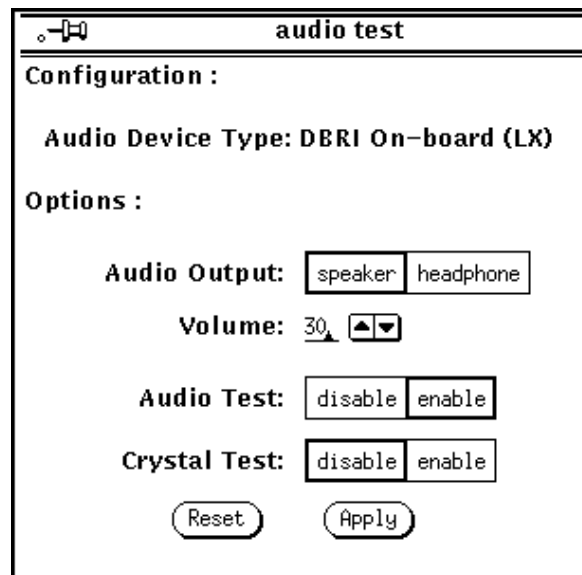 audio test
Configuration :
Audio Device Type: DBRI On-board (LX)
Options :
Audio Output: speaker headphone
Volume: 30
Audio Test: disable enable
Crystal Test: disable enable
Reset Apply